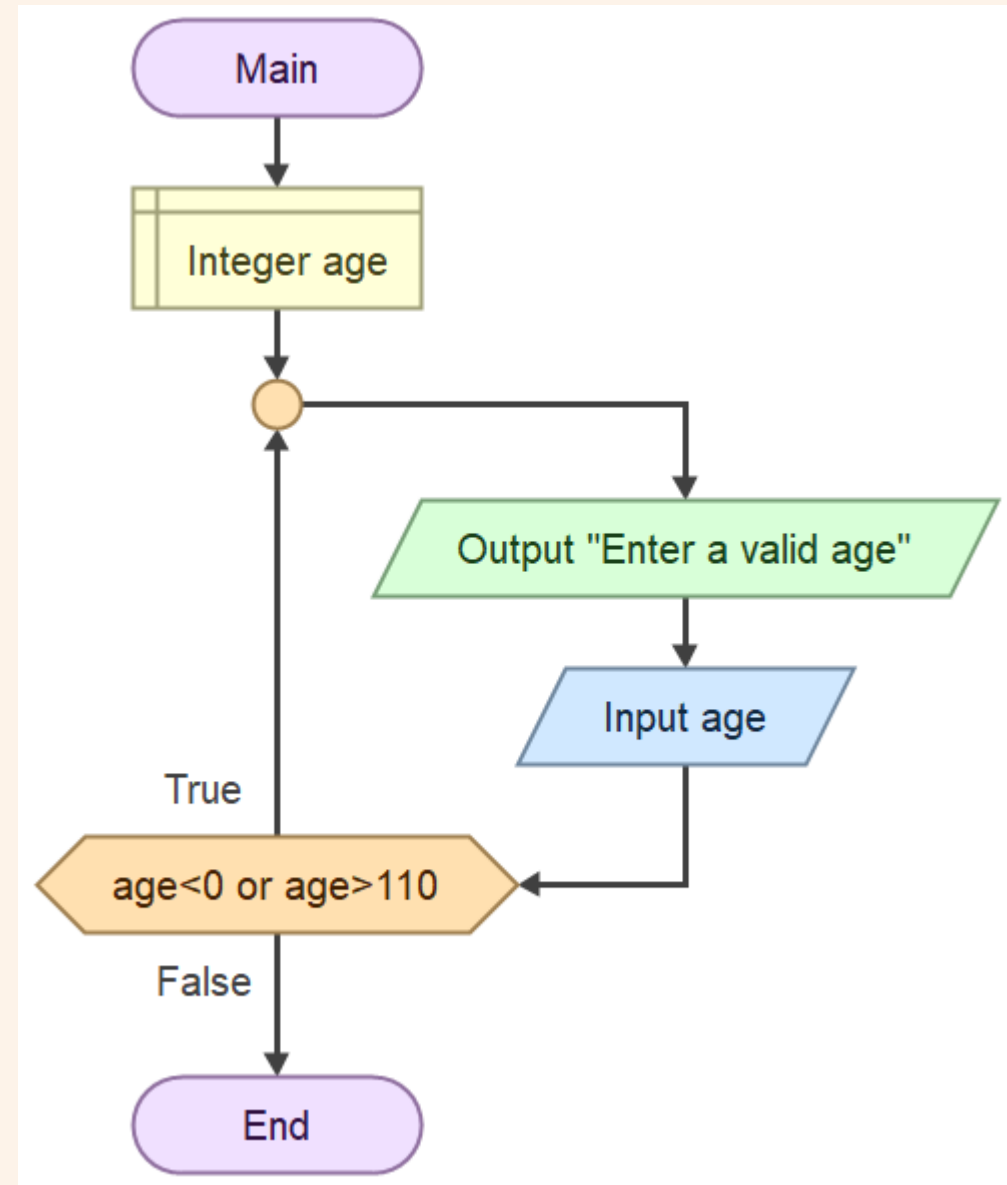 Main
Integer age
Output "Enter a valid age"
Input age
True
age<0 or age>110
False
End